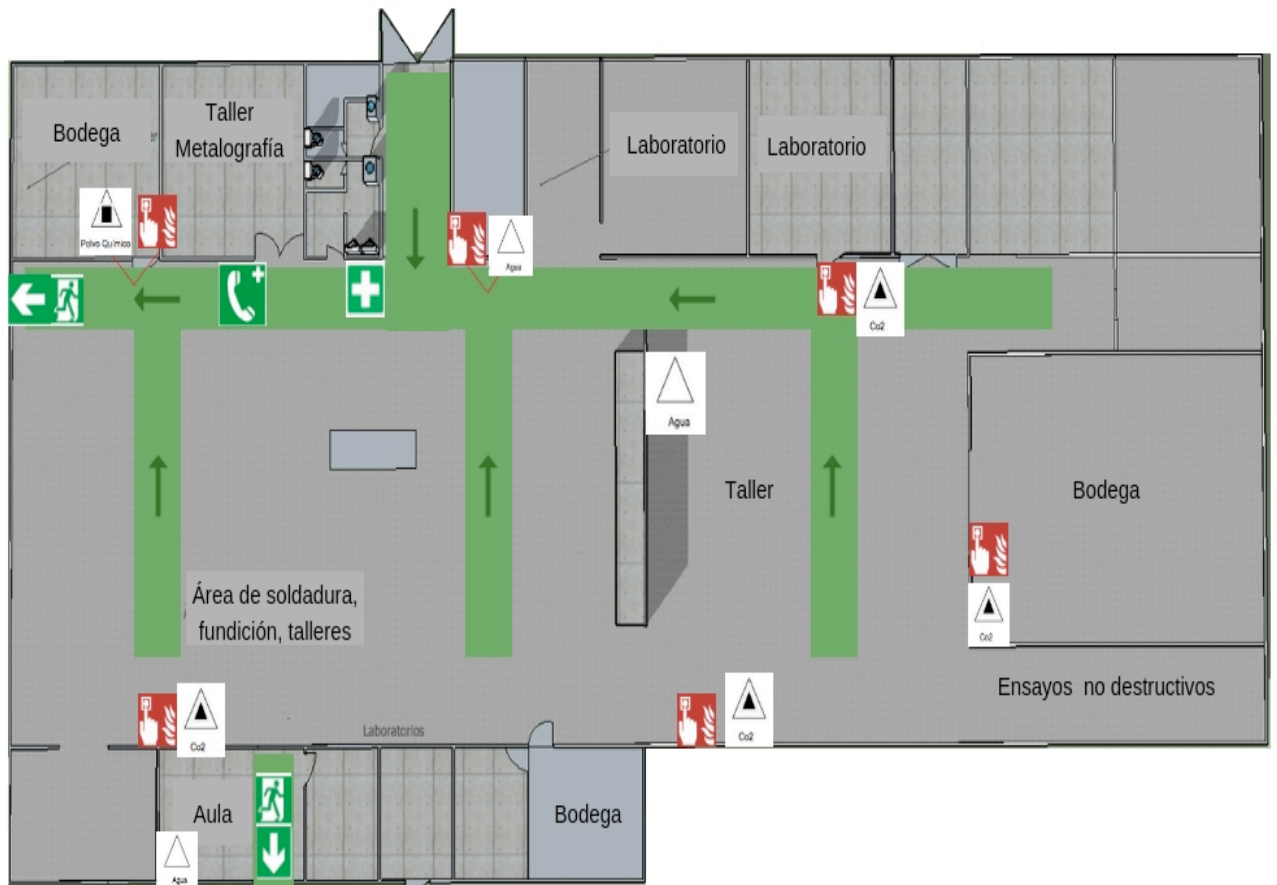 Bodega
Taller
Metalografía
Laboratorio
Laboratorio
Polvo Químico
Agua
Co2
Agua
Taller
Bodega
Área de soldadura,
fundición, talleres
Co2
Ensayos no destructivos
Co2
Co2
Laboratorios
Aula
Bodega
Agua